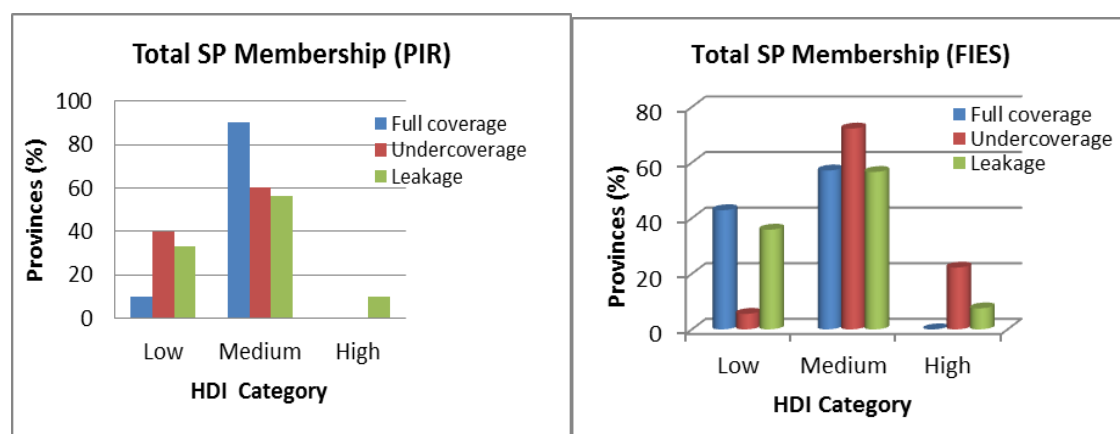 Total SP Membership (PIR)
Provinces (%)
100
80
60
40
20
0
Full coverage
Undercoverage
Leakage
Low Medium High
HDI Category
Total SP Membership (FIES)
Provinces (%)
80
60
40
20
0
Full coverage
Undercoverage
Leakage
Low Medium High
HDI Category